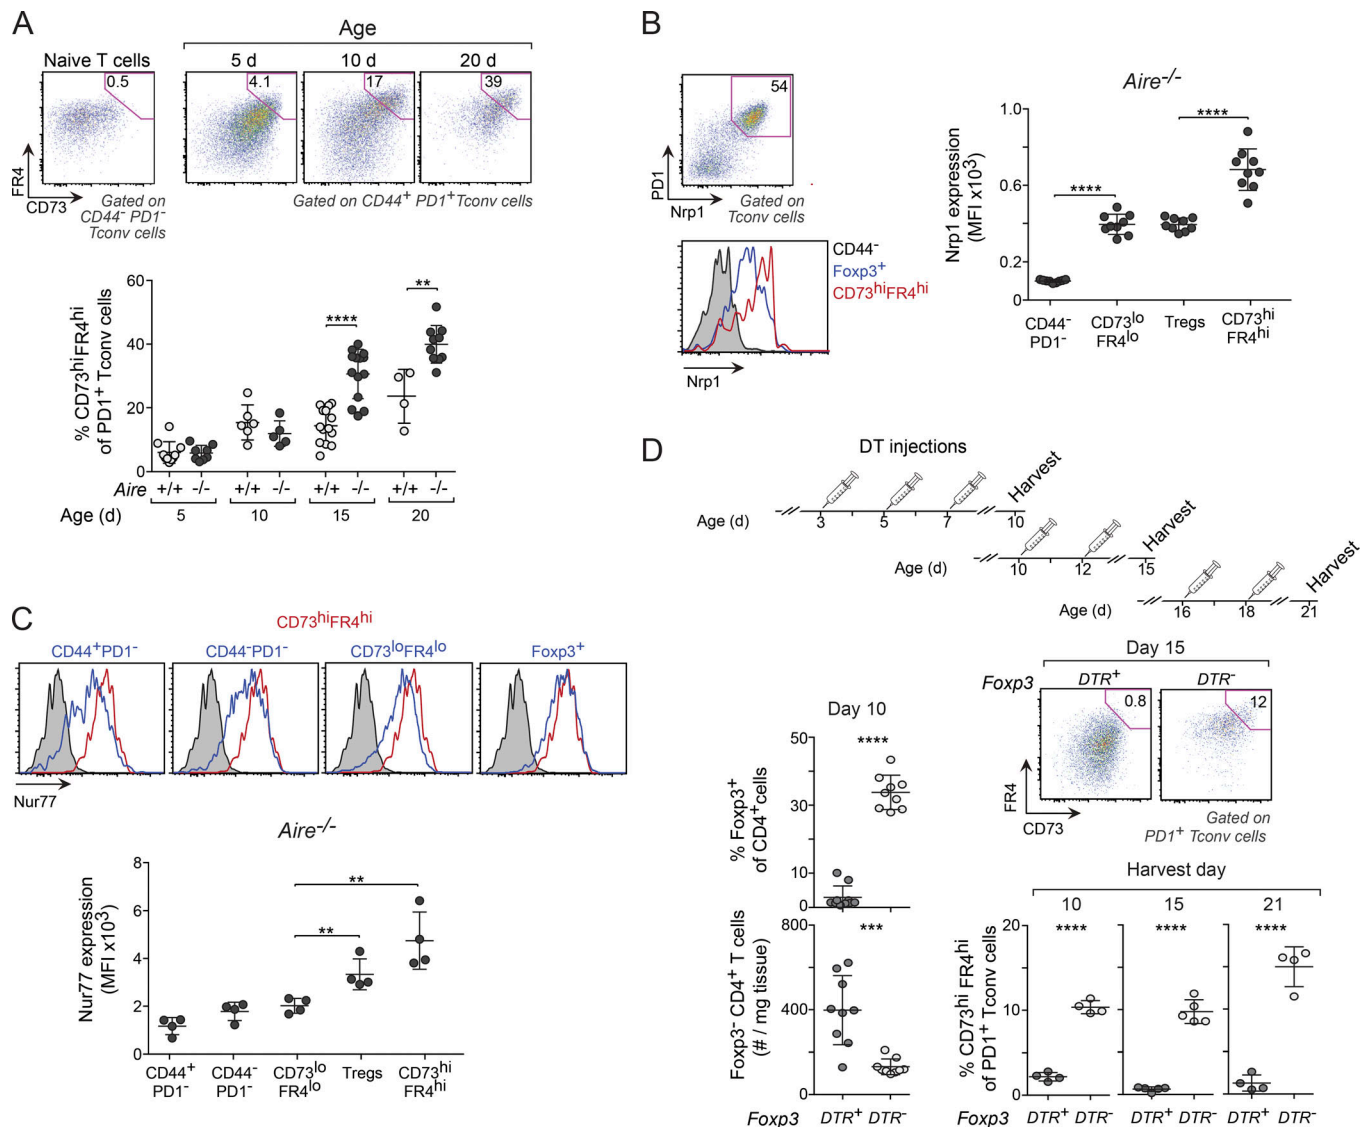 A
Age
Naive T cells
5 d
10 d
20 d
0.5
4.1
17
39
FR4
CD73
Gated on
CD44- PD1-
Tconv cells
Gated on CD44+ PD1+Tconv cells
% CD73hiFR4hi
of PD1+ Tconv cells
60
40
20
0
****
**
Aire
+/+ -/- +/+ -/- +/+ -/- +/+ -/-
Age (d)
5
10
15
20
B
54
PD1
Nrp1
Gated on
Tconv cells
CD44-
Foxp3+
CD73hiFR4hi
Nrp1
Aire-/-
Nrp1 expression
(MFI x10³)
1.0
0.6
0.2
0
****
****
CD44-
PD1-
CD73lo
FR4lo
Tregs
CD73hi
FR4hi
C
CD73hiFR4hi
CD44+PD1-
CD44-PD1-
CD73loFR4lo
Foxp3+
Nur77
Aire-/-
Nur77 expression
(MFI x10³)
8
6
4
2
0
**
**
CD44+
PD1-
CD44-
PD1-
CD73lo
FR4lo
Tregs
CD73hi
FR4hi
D
DT injections
Harvest
Age (d)
3
5
7
10
Harvest
Age (d)
10
12
15
Harvest
Age (d)
16
18
21
Day 15
Foxp3
DTR+
DTR-
0.8
12
FR4
CD73
Gated on
PD1+ Tconv cells
Day 10
% Foxp3+
of CD4+cells
50
30
10
0
****
Foxp3- CD4+ T cells
(# / mg tissue)
800
400
0
***
Foxp3
DTR+ DTR-
Harvest day
10
15
21
% CD73hi FR4hi
of PD1+ Tconv cells
20
10
0
****
****
****
Foxp3
DTR+ DTR-
DTR+ DTR-
DTR+ DTR-